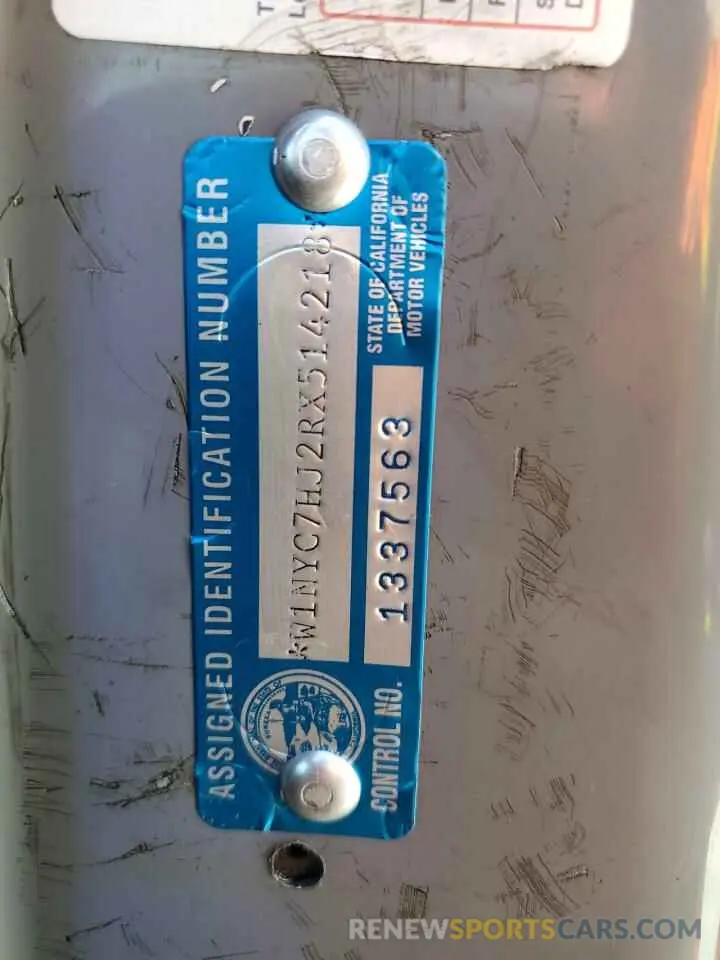 ASSIGNED IDENTIFICATION NUMBER
*W1NYC7HJ2RX514218*
STATE OF CALIFORNIA
DEPARTMENT OF
MOTOR VEHICLES
CONTROL NO. 1337563
RENEWSPORTSCARS.COM